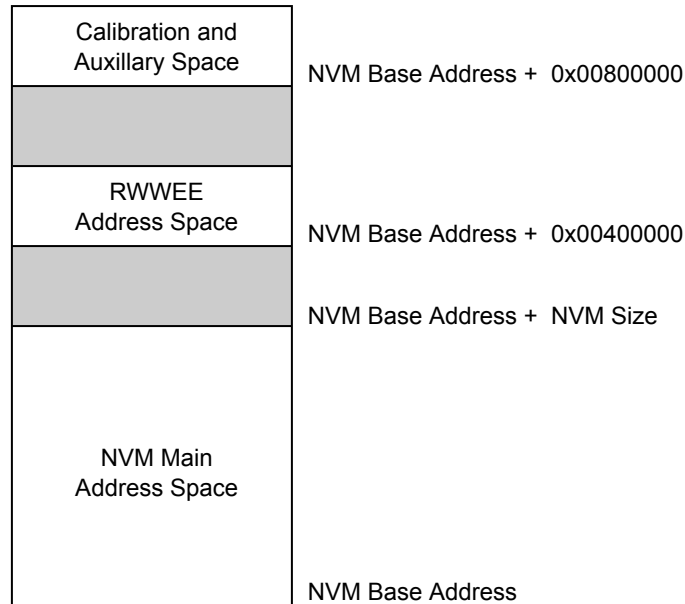 Calibration and
Auxillary Space
NVM Base Address + 0x00800000
RWWEE
Address Space
NVM Base Address + 0x00400000
NVM Base Address + NVM Size
NVM Main
Address Space
NVM Base Address